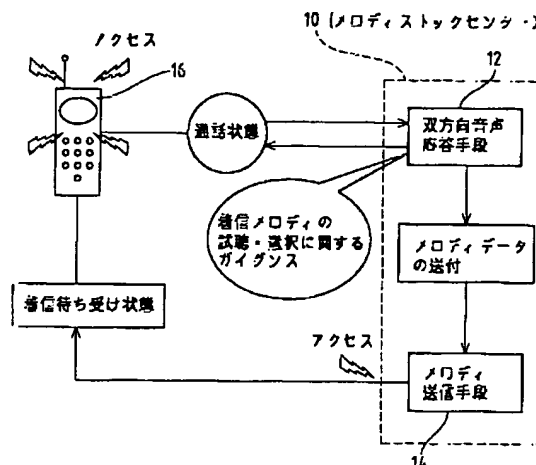 アクセス
16
10 (メロディストックセンター)
12
通話状態
双方向音声
応答手段
着信メロディの
試聴・選択に関する
ガイダンス
メロディデータ
の送付
着信待ち受け状態
アクセス
メロディ
送信手段
14